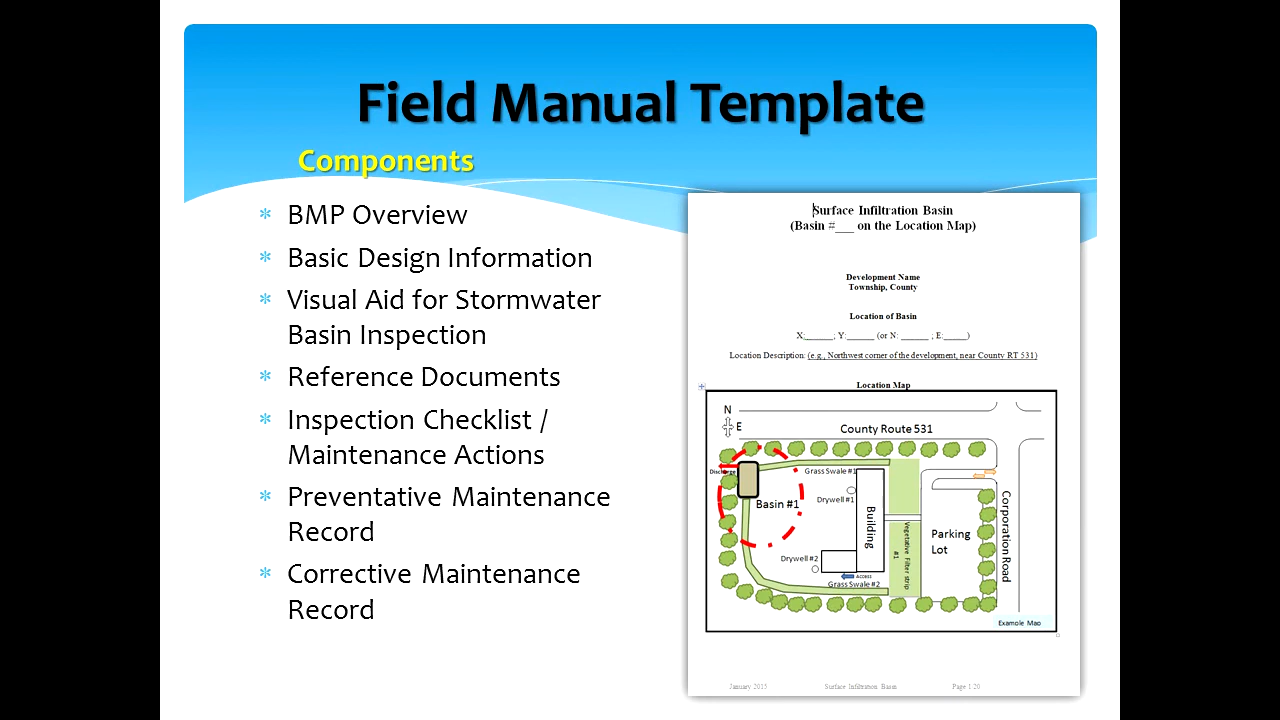 Field Manual Template
Components
* BMP Overview
* Basic Design Information
* Visual Aid for Stormwater
Basin Inspection
* Reference Documents
* Inspection Checklist /
Maintenance Actions
* Preventative Maintenance
Record
* Corrective Maintenance
Record
Surface Infiltration Basin
(Basin #___ on the Location Map)
Development Name
Township, County
Location of Basin
X:______; Y:______ (or N: ______ ; E:_____)
Location Description: (e.g., Northwest corner of the development, near County RT 531)
Location Map
N
E
County Route 531
Discharge
Grass Swale #1
Drywell #1
Basin #1
Building
Vegetative Filter strip
#1
Parking
Lot
Corporation Road
Drywell #2
ACCESS
Grass Swale #2
Example Map
January 2015
Surface Infiltration Basin
Page 1-20